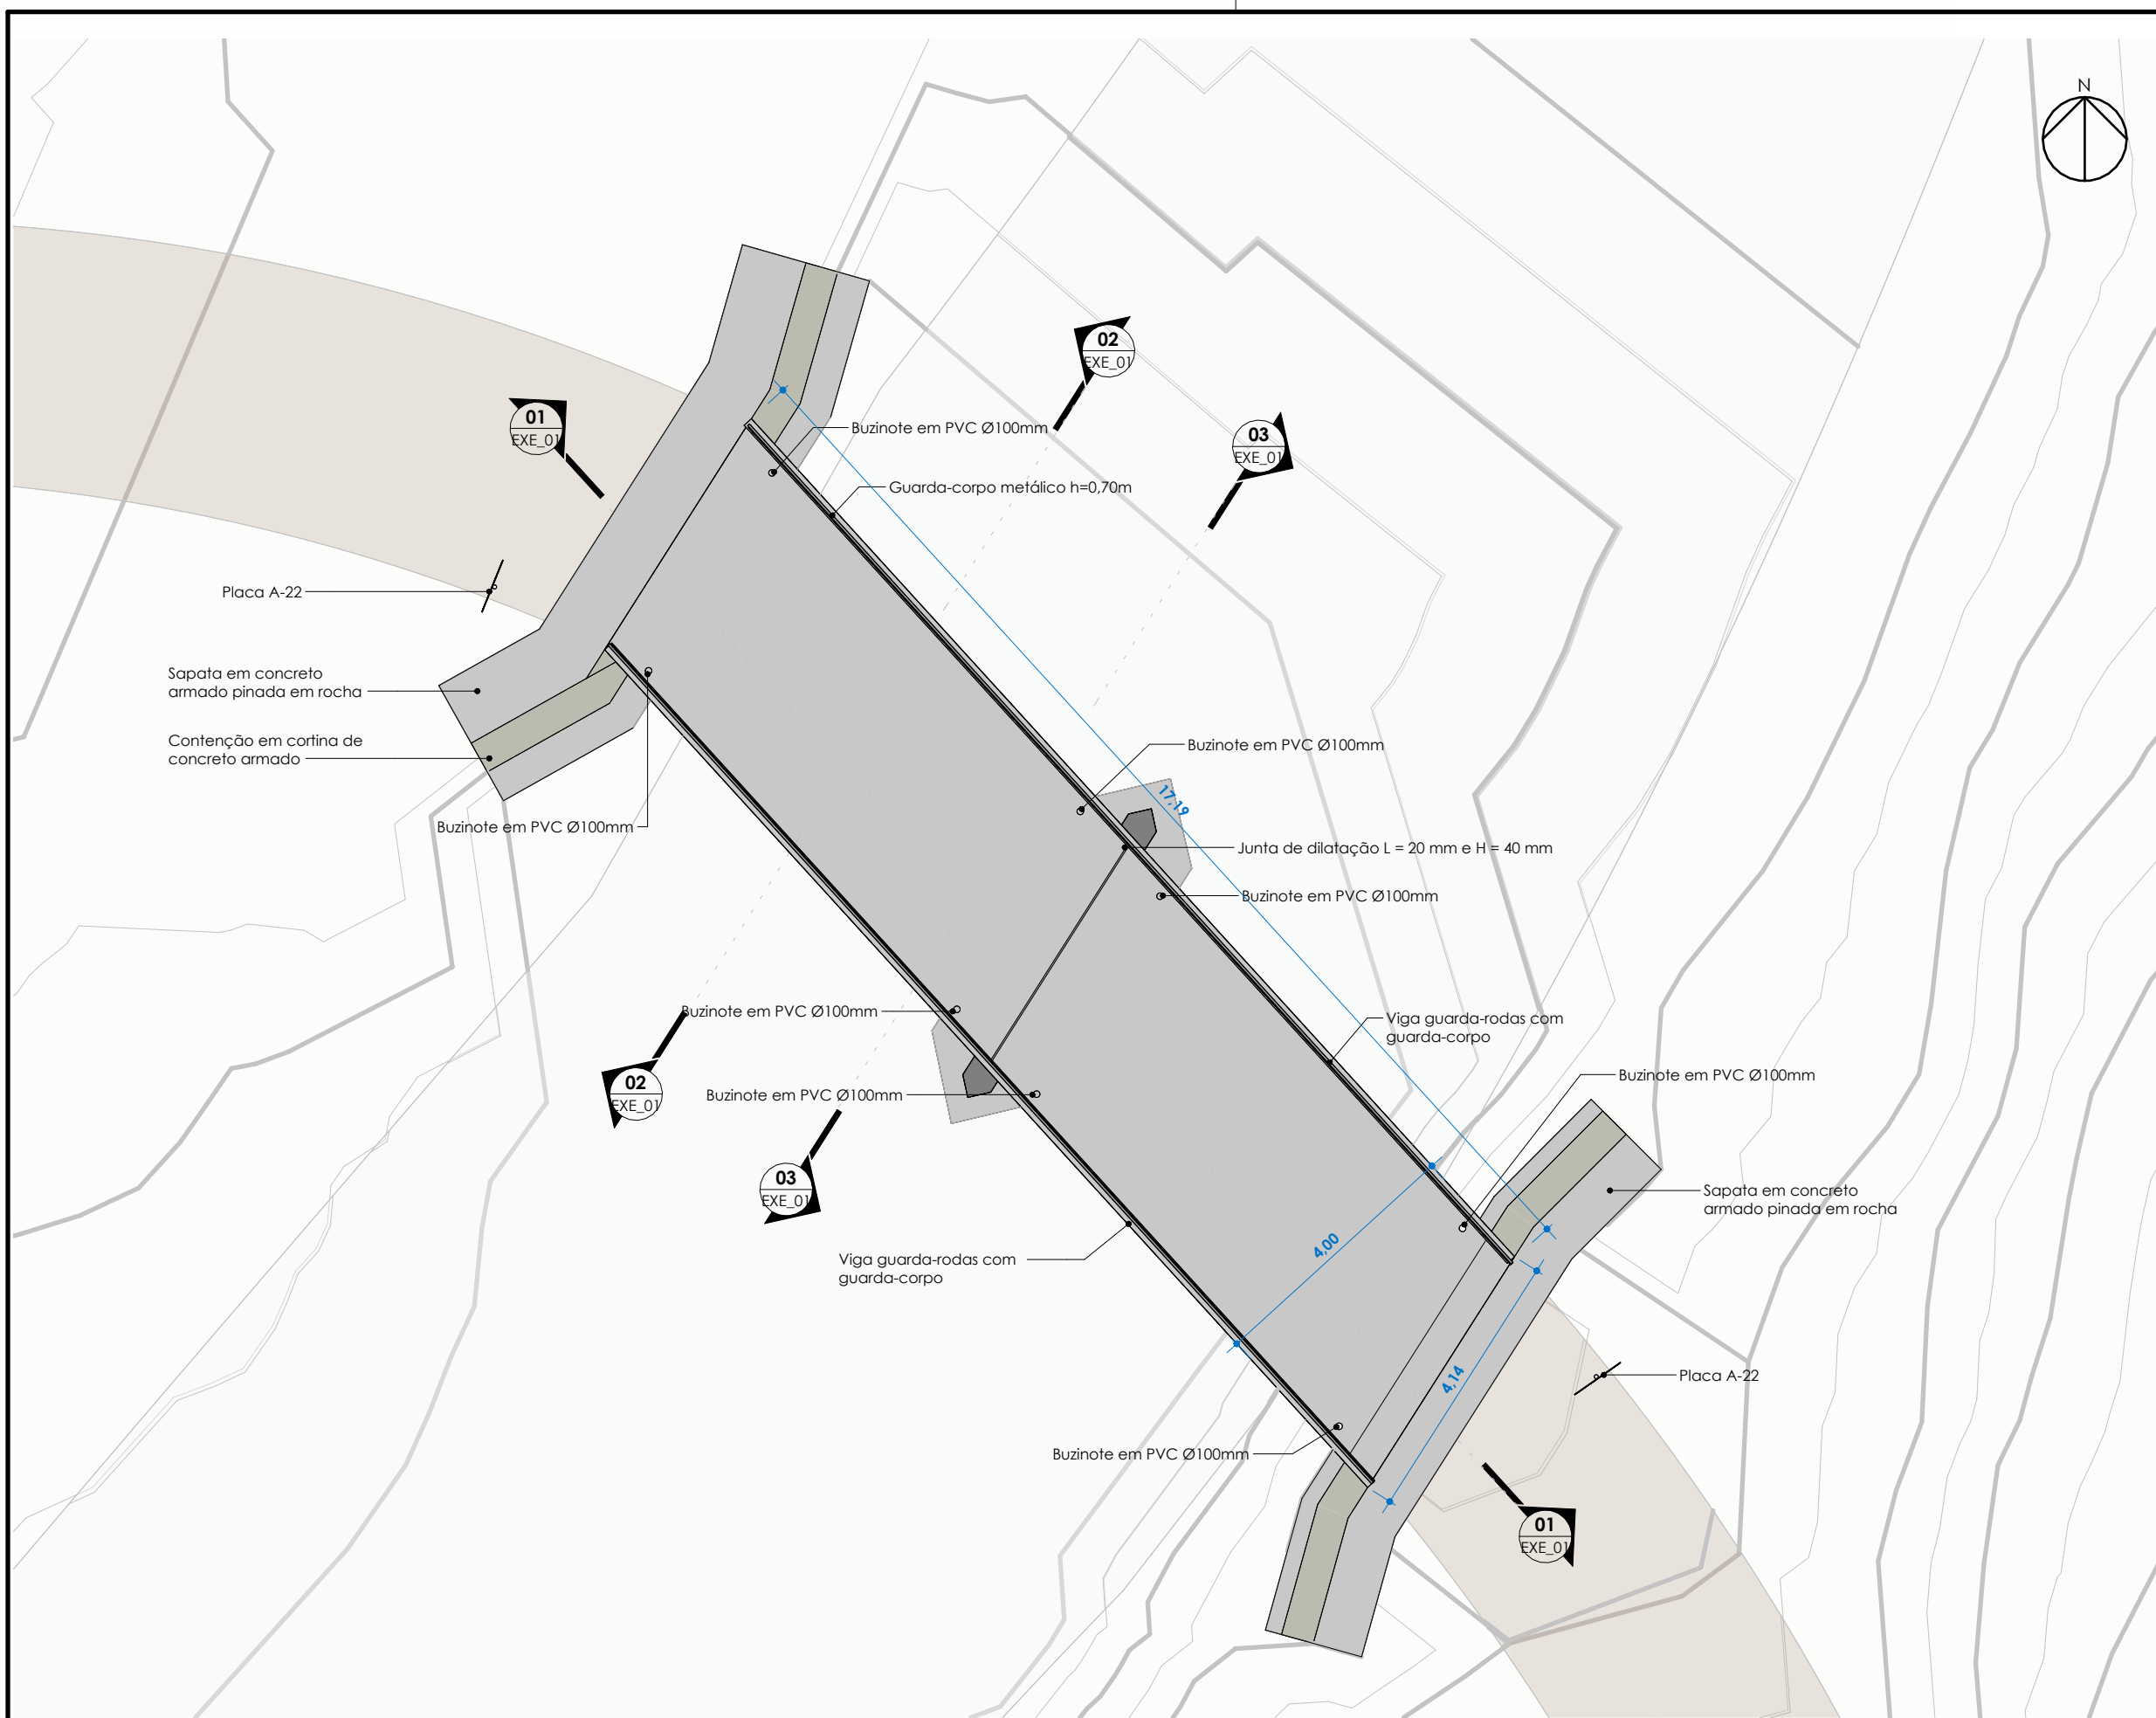 N
02
EXE_01
01
EXE_01
Buzinote em PVC Ø100mm
03
EXE_01
Guarda-corpo metálico h=0,70m
Placa A-22
Sapata em concreto
armado pinada em rocha
Contenção em cortina de
concreto armado
Buzinote em PVC Ø100mm
17,19
Buzinote em PVC Ø100mm
Junta de dilatação L = 20 mm e H = 40 mm
Buzinote em PVC Ø100mm
Buzinote em PVC Ø100mm
Viga guarda-rodas com
guarda-corpo
02
EXE_01
Buzinote em PVC Ø100mm
Buzinote em PVC Ø100mm
03
EXE_01
Sapata em concreto
armado pinada em rocha
Viga guarda-rodas com
guarda-corpo
4,00
4,14
Placa A-22
Buzinote em PVC Ø100mm
01
EXE_01